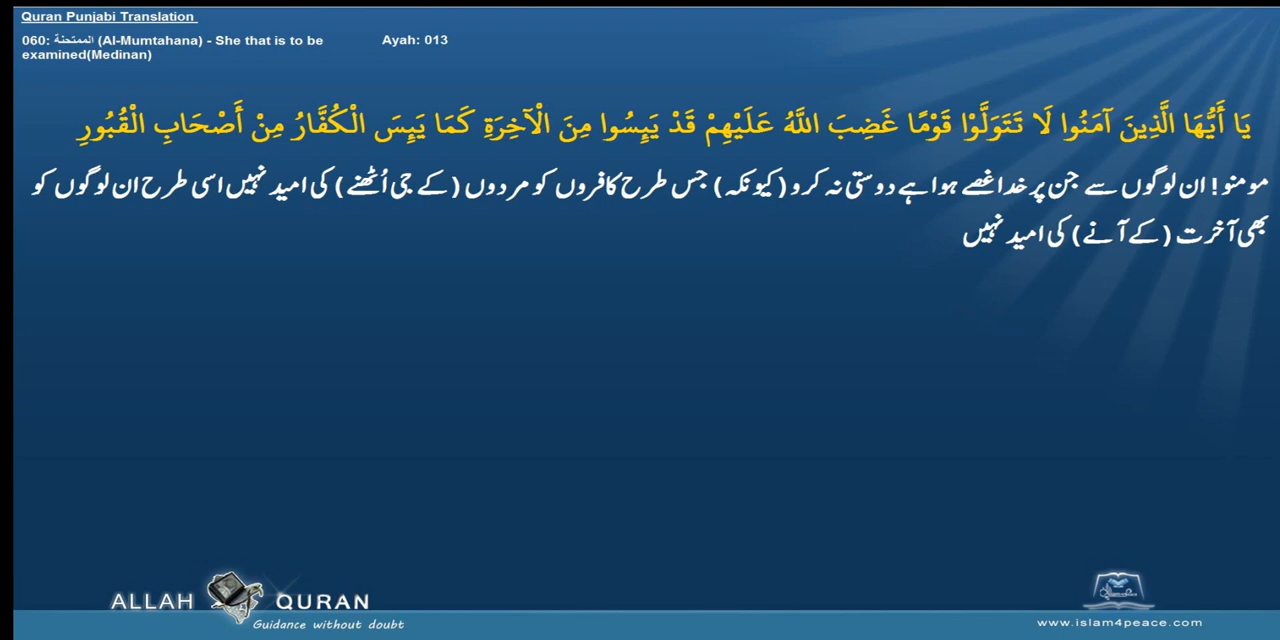 Quran Punjabi Translation
060: الممتحنة (Al-Mumtahana) - She that is to be
examined(Medinan)
Ayah: 013
يَا أَيُّهَا الَّذِينَ آمَنُوا لَا تَتَوَلَّوْا قَوْمًا غَضِبَ اللَّهُ عَلَيْهِمْ قَدْ يَئِسُوا مِنَ الْآخِرَةِ كَمَا يَئِسَ الْكُفَّارُ مِنْ أَصْحَابِ الْقُبُورِ
مومنو! ان لوگوں سے جن پر خدا غصے ہوا ہے دوستی نہ کرو (کیونکہ) جس طرح کافروں کو مردوں (کے جی اُٹھنے) کی امید نہیں اسی طرح ان لوگوں کو
بھی آخرت (کے آنے) کی امید نہیں
ALLAH QURAN
Guidance without doubt
www.islam4peace.com